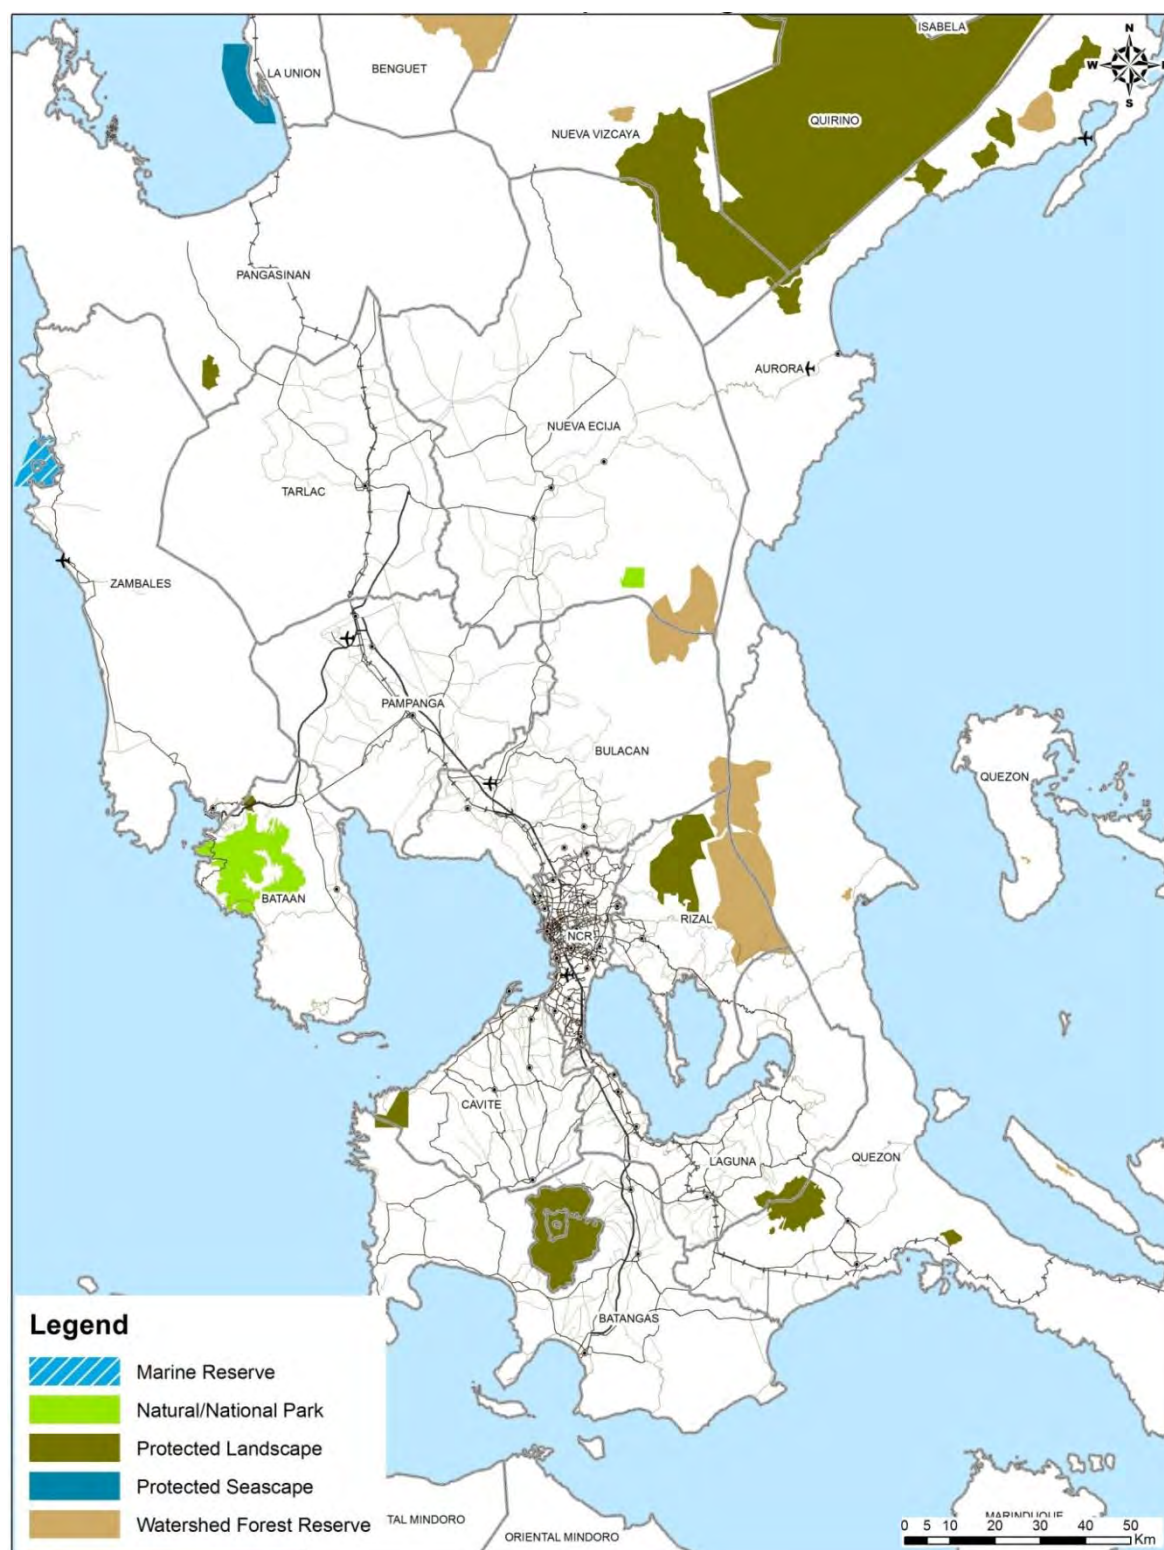 ISABELA
N
W
S
LA UNION
BENGUET
QUIRINO
NUEVA VIZCAYA
PANGASINAN
AURORA
NUEVA ECIJA
TARLAC
ZAMBALES
PAMPANGA
BULACAN
QUEZON
BATAAN
RIZAL
NCR
CAVITE
LAGUNA
QUEZON
BATANGAS
Legend
Marine Reserve
Natural/National Park
Protected Landscape
Protected Seascape
Watershed Forest Reserve
TAL MINDORO
ORIENTAL MINDORO
MARINDUQUE
0 5 10 20 30 40 50
Km